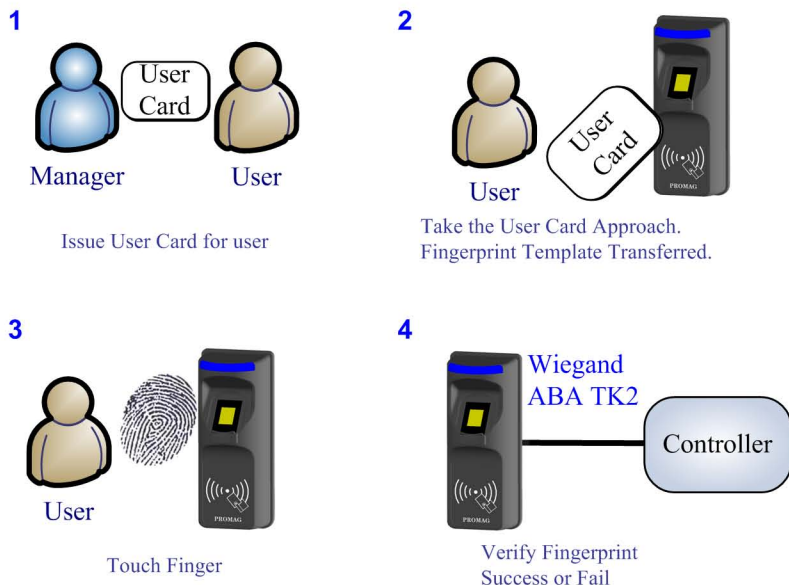 1
User
Card
Manager
User
Issue User Card for user
2
User
Card
User
PROMAG
Take the User Card Approach.
Fingerprint Template Transferred.
3
User
PROMAG
Touch Finger
4
Wiegand
ABA TK2
Controller
PROMAG
Verify Fingerprint
Success or Fail